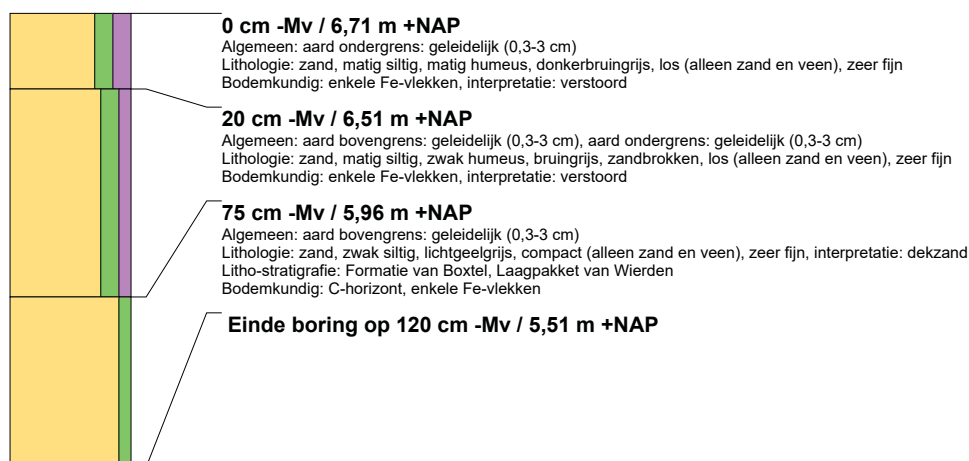 0 cm -Mv / 6,71 m +NAP
Algemeen: aard ondergrens: geleidelijk (0,3-3 cm)
Lithologie: zand, matig siltig, matig humeus, donkerbruingrijs, los (alleen zand en veen), zeer fijn
Bodemkundig: enkele Fe-vlekken, interpretatie: verstoord
20 cm -Mv / 6,51 m +NAP
Algemeen: aard bovengrens: geleidelijk (0,3-3 cm), aard ondergrens: geleidelijk (0,3-3 cm)
Lithologie: zand, matig siltig, zwak humeus, bruingrijs, zandbrokken, los (alleen zand en veen), zeer fijn
Bodemkundig: enkele Fe-vlekken, interpretatie: verstoord
75 cm -Mv / 5,96 m +NAP
Algemeen: aard bovengrens: geleidelijk (0,3-3 cm)
Lithologie: zand, zwak siltig, lichtgeelgrijs, compact (alleen zand en veen), zeer fijn, interpretatie: dekzand
Litho-stratigrafie: Formatie van Boxtel, Laagpakket van Wierden
Bodemkundig: C-horizont, enkele Fe-vlekken
Einde boring op 120 cm -Mv / 5,51 m +NAP